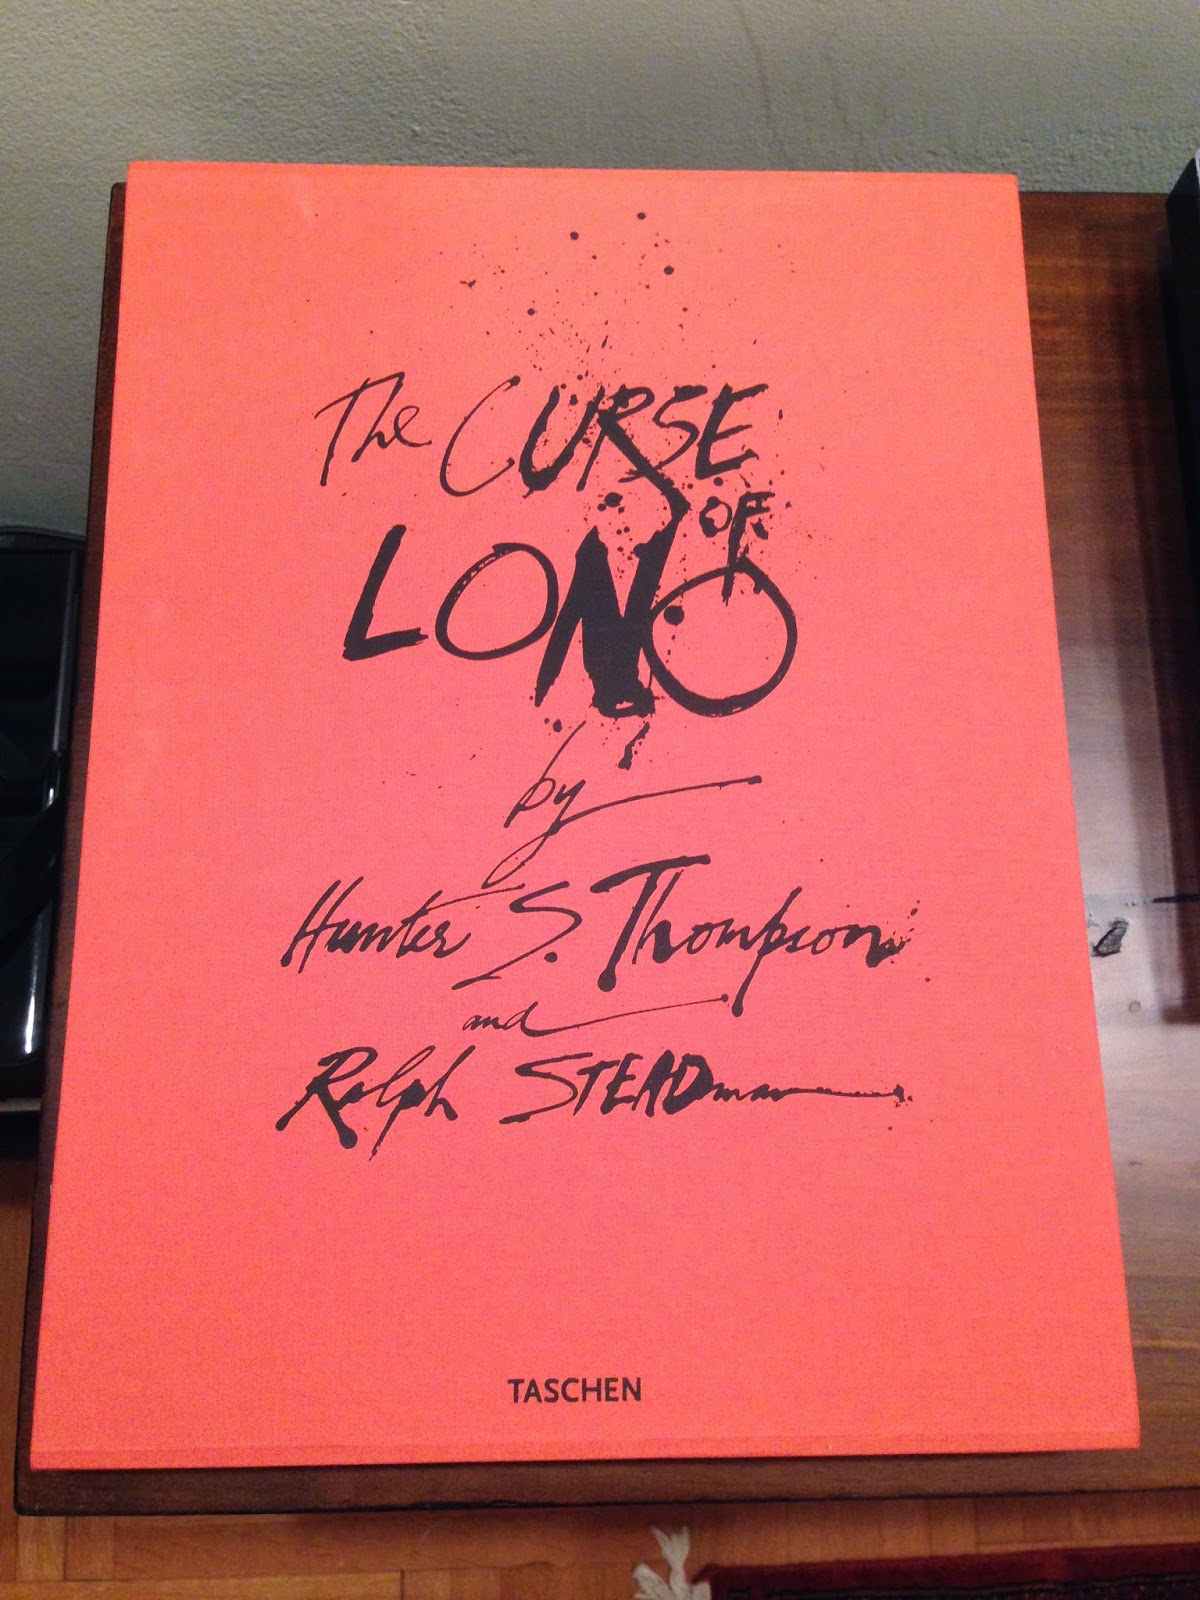 The CURSE
OF
LONO
by
Hunter S. Thompson
and
Ralph STEADman
TASCHEN